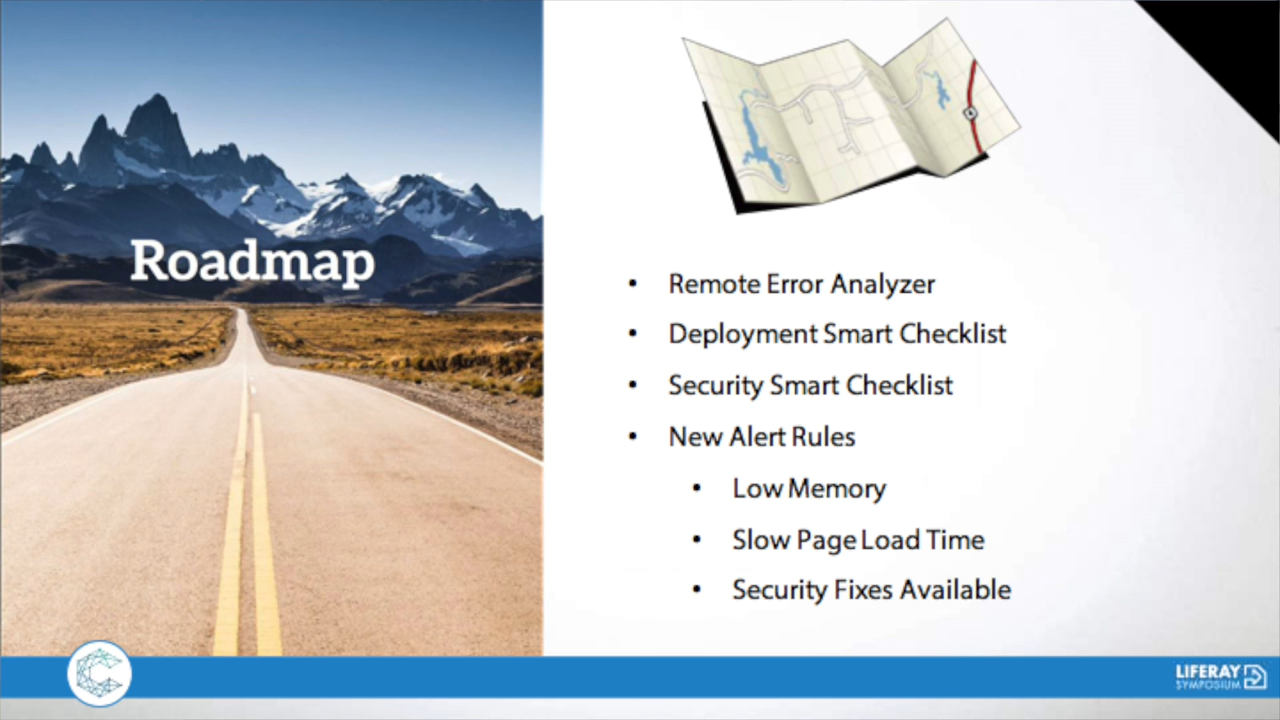 Roadmap
• Remote Error Analyzer
• Deployment Smart Checklist
• Security Smart Checklist
• New Alert Rules
• Low Memory
• Slow Page Load Time
• Security Fixes Available
LIFERAY
SYMPOSIUM